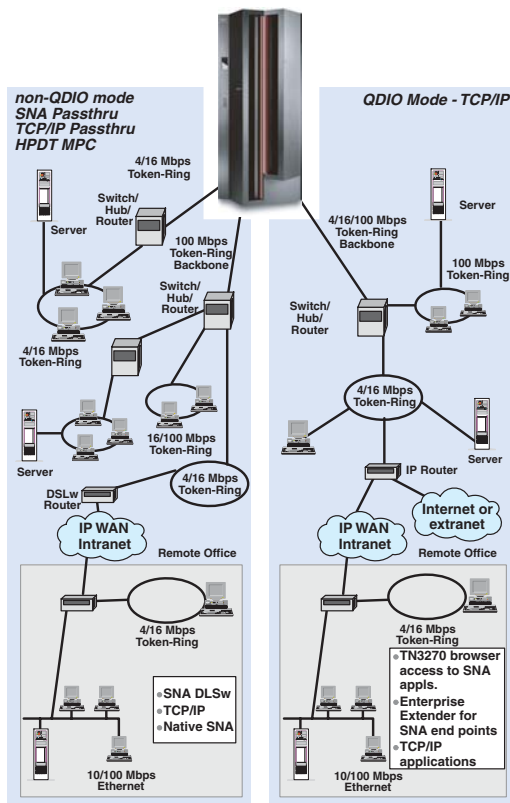 non-QDIO mode
SNA Passthru
TCP/IP Passthru
HPDT MPC
4/16 Mbps
Token-Ring
Switch/
Hub/
Router
Server
100 Mbps
Token-Ring
Backbone
Switch/
Hub/
Router
4/16 Mbps
Token-Ring
16/100 Mbps
Token-Ring
Server
4/16 Mbps
Token-Ring
DSLw
Router
IP WAN
Intranet
Remote Office
4/16 Mbps
Token-Ring
SNA DLSw
TCP/IP
Native SNA
10/100 Mbps
Ethernet
QDIO Mode - TCP/IP
Server
4/16/100 Mbps
Token-Ring
Backbone
100 Mbps
Token-Ring
Switch/
Hub/
Router
4/16 Mbps
Token-Ring
Server
IP Router
Internet or
extranet
IP WAN
Intranet
Remote Office
4/16 Mbps
Token-Ring
TN3270 browser
access to SNA
appls.
Enterprise
Extender for
SNA end points
TCP/IP
applications
10/100 Mbps
Ethernet